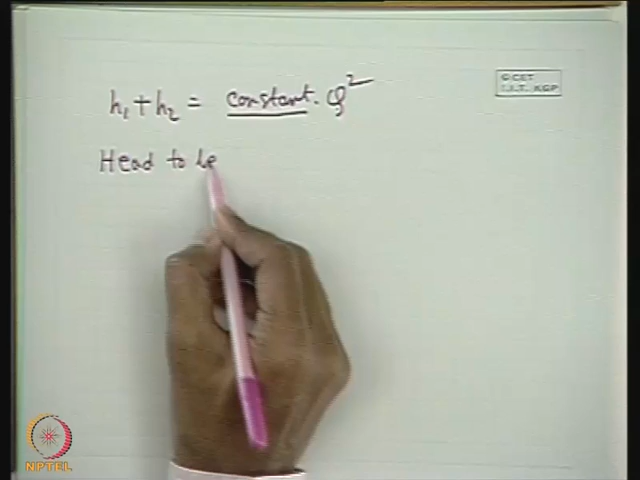 h₁ + h₂ = constant. Q²
© CET
I.I.T. KGP
Head to be
NPTEL